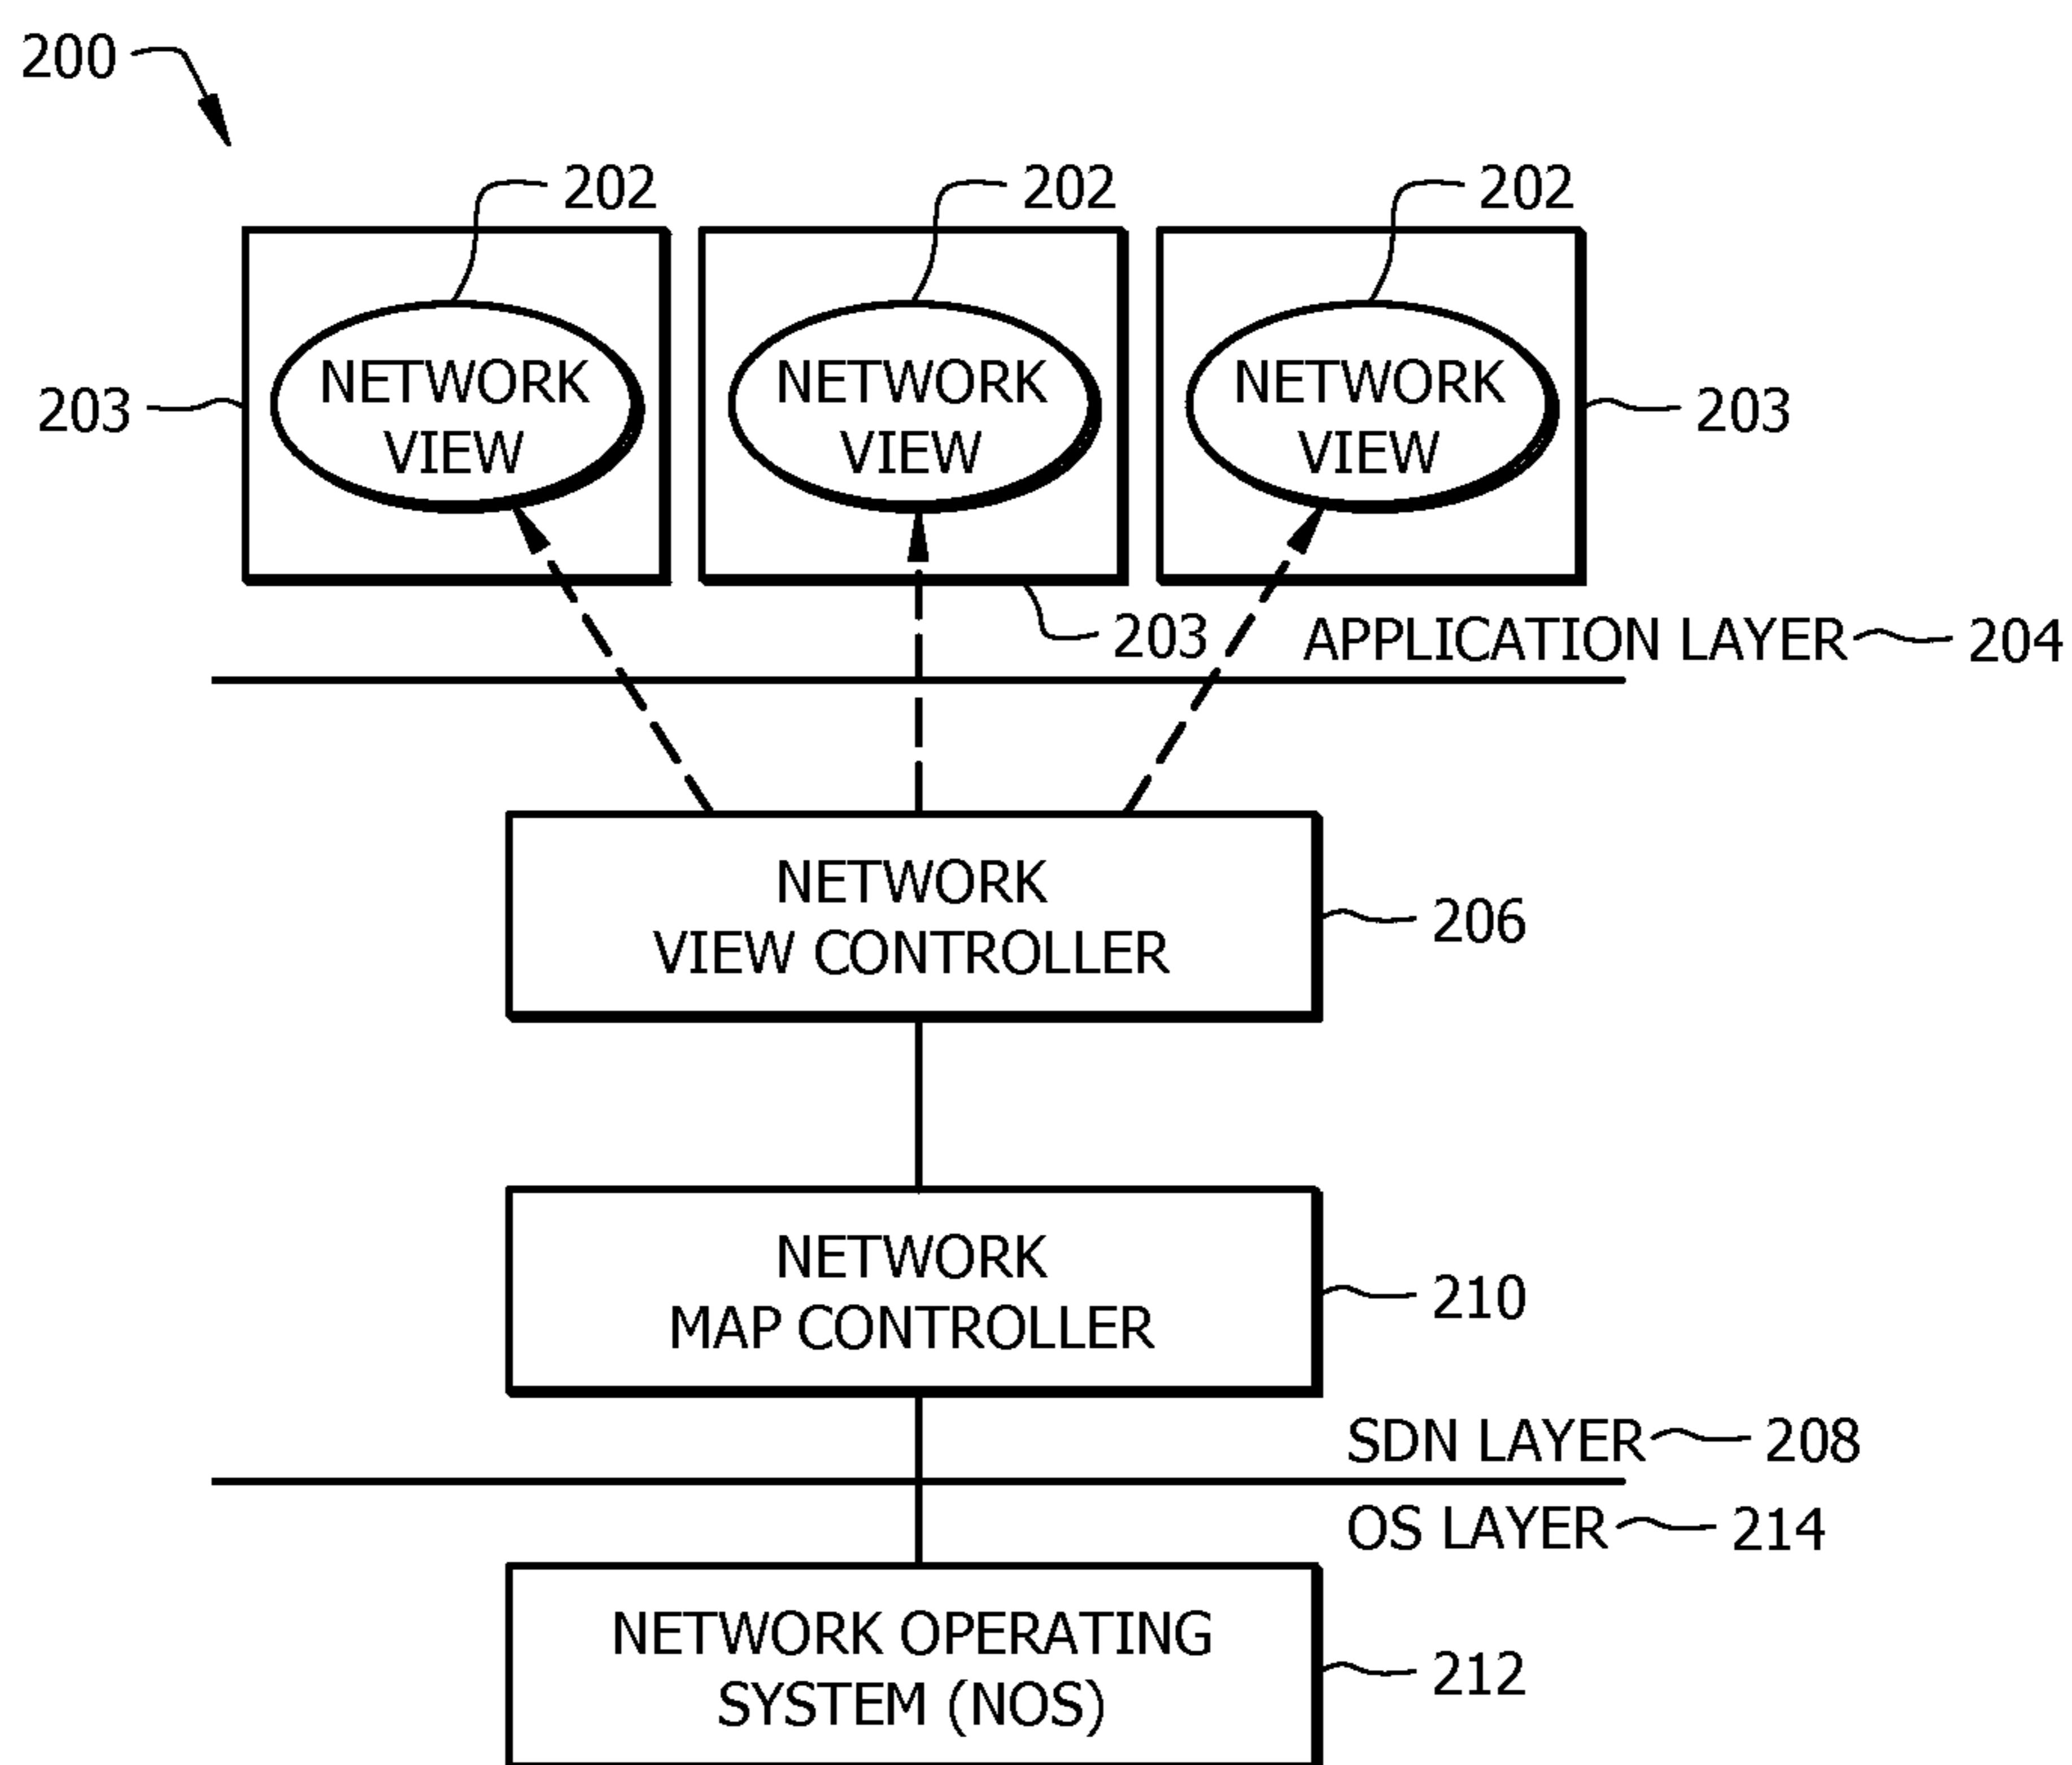 200
202 202 202
NETWORK VIEW
NETWORK VIEW
NETWORK VIEW
203
203
203
APPLICATION LAYER 204
NETWORK
VIEW CONTROLLER
206
NETWORK
MAP CONTROLLER
210
SDN LAYER 208
OS LAYER 214
NETWORK OPERATING
SYSTEM (NOS)
212